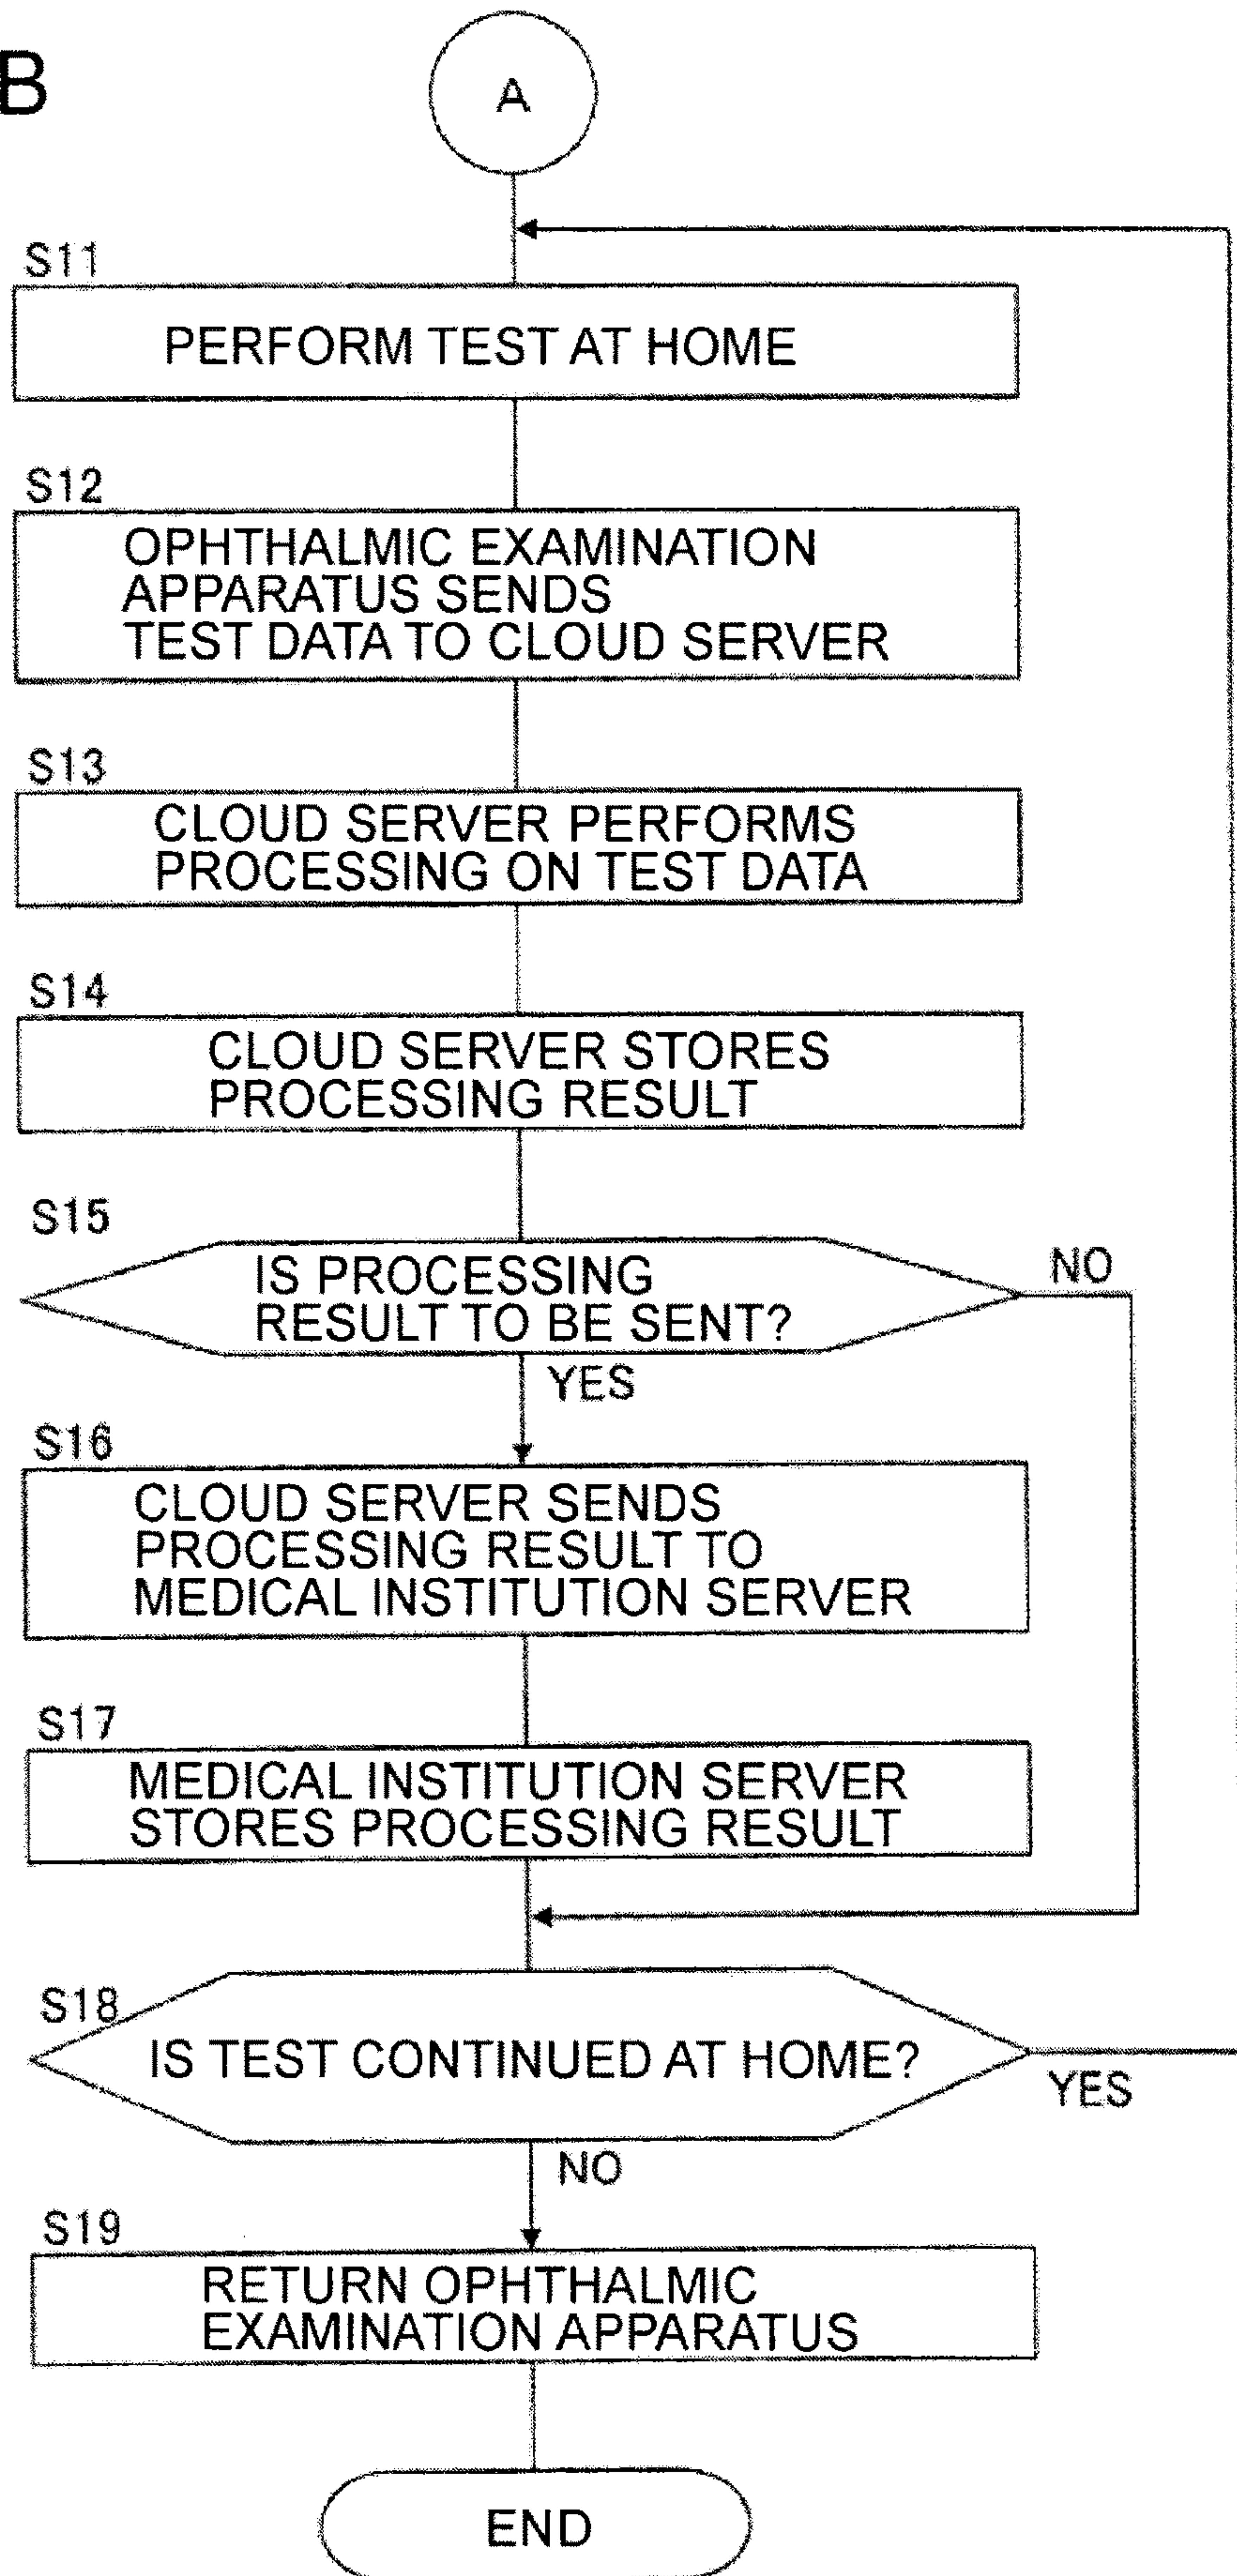 B
A
S11
PERFORM TEST AT HOME
S12
OPHTHALMIC EXAMINATION
APPARATUS SENDS
TEST DATA TO CLOUD SERVER
S13
CLOUD SERVER PERFORMS
PROCESSING ON TEST DATA
S14
CLOUD SERVER STORES
PROCESSING RESULT
S15
IS PROCESSING
RESULT TO BE SENT?
NO
YES
S16
CLOUD SERVER SENDS
PROCESSING RESULT TO
MEDICAL INSTITUTION SERVER
S17
MEDICAL INSTITUTION SERVER
STORES PROCESSING RESULT
S18
IS TEST CONTINUED AT HOME?
YES
NO
S19
RETURN OPHTHALMIC
EXAMINATION APPARATUS
END